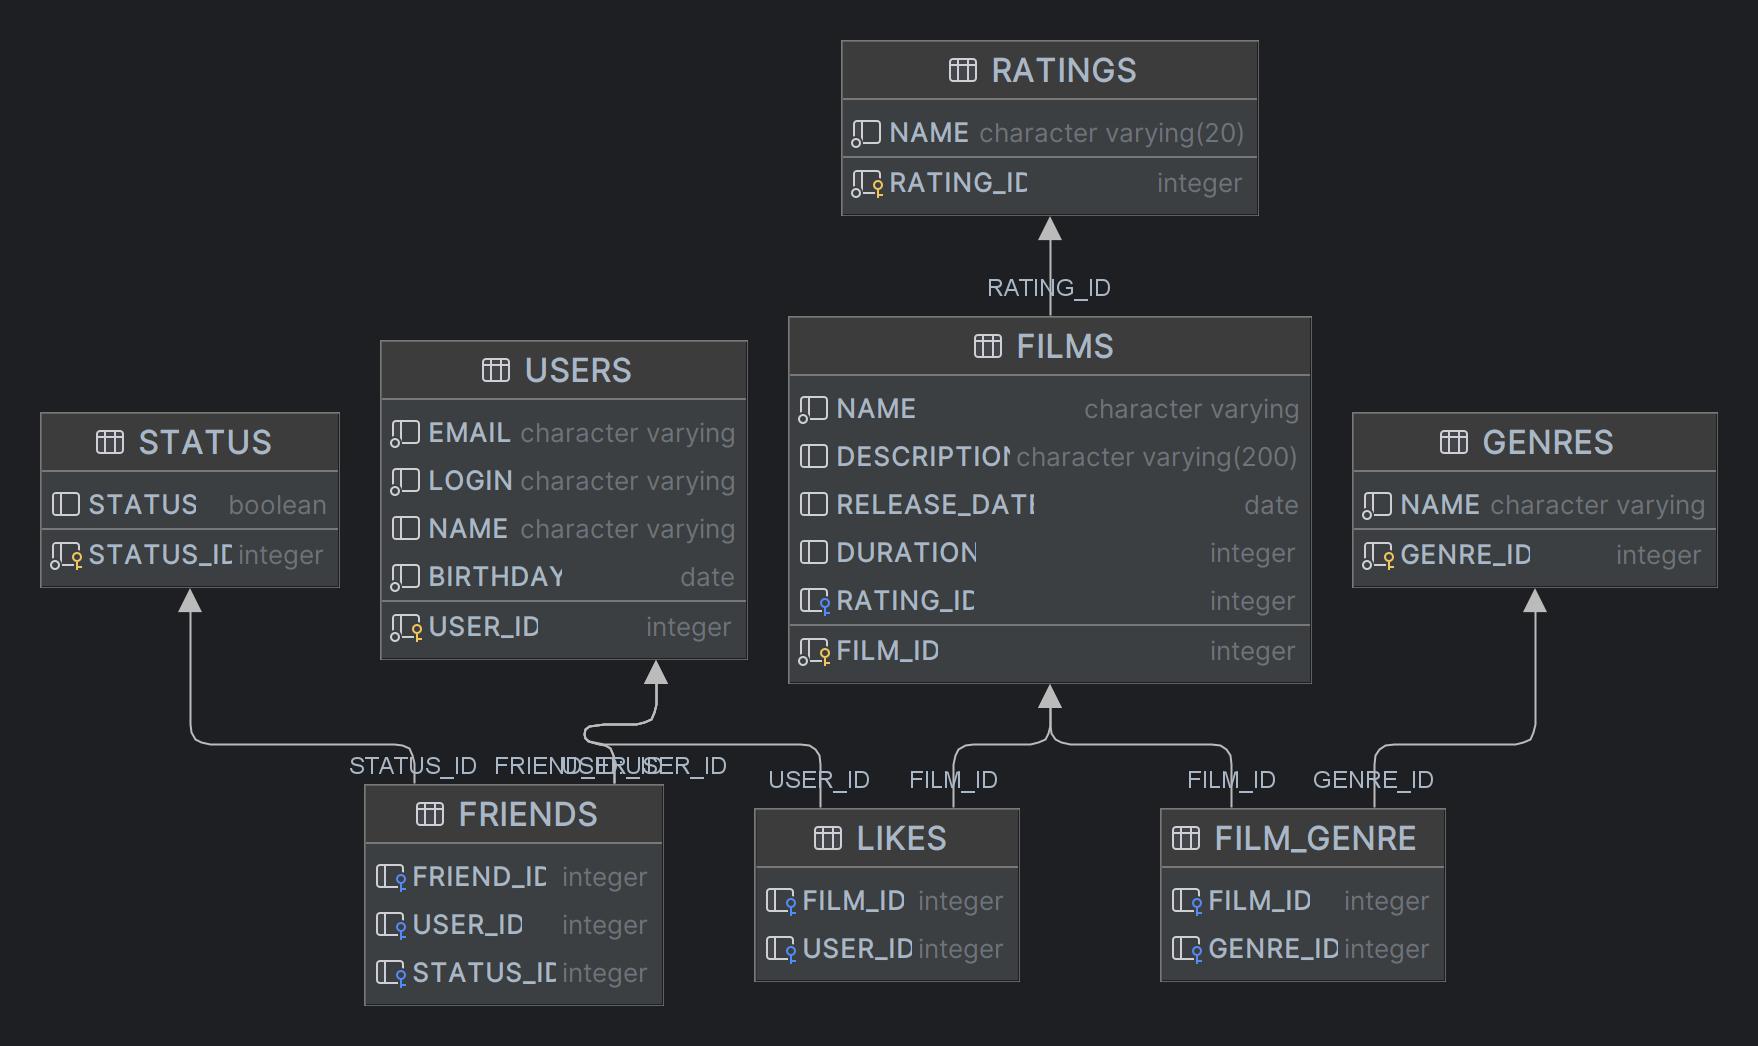 RATINGS
NAME character varying(20)
RATING_ID integer
RATING_ID
FILMS
NAME character varying
DESCRIPTION character varying(200)
RELEASE_DATE date
DURATION integer
RATING_ID integer
FILM_ID integer
USERS
EMAIL character varying
LOGIN character varying
NAME character varying
BIRTHDAY date
USER_ID integer
STATUS
STATUS boolean
STATUS_ID integer
GENRES
NAME character varying
GENRE_ID integer
STATUS_ID FRIEND_ID:USER_ID USER_ID
USER_ID FILM_ID FILM_ID GENRE_ID
FRIENDS
FRIEND_ID integer
USER_ID integer
STATUS_ID integer
LIKES
FILM_ID integer
USER_ID integer
FILM_GENRE
FILM_ID integer
GENRE_ID integer